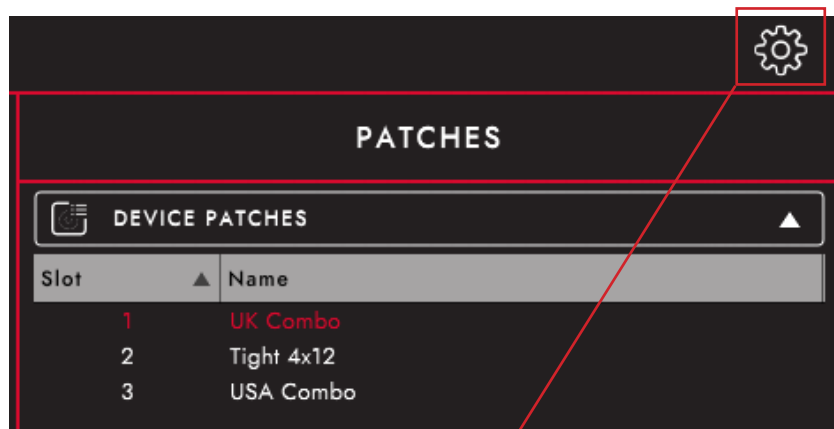 PATCHES
DEVICE PATCHES
Slot Name
1 UK Combo
2 Tight 4x12
3 USA Combo